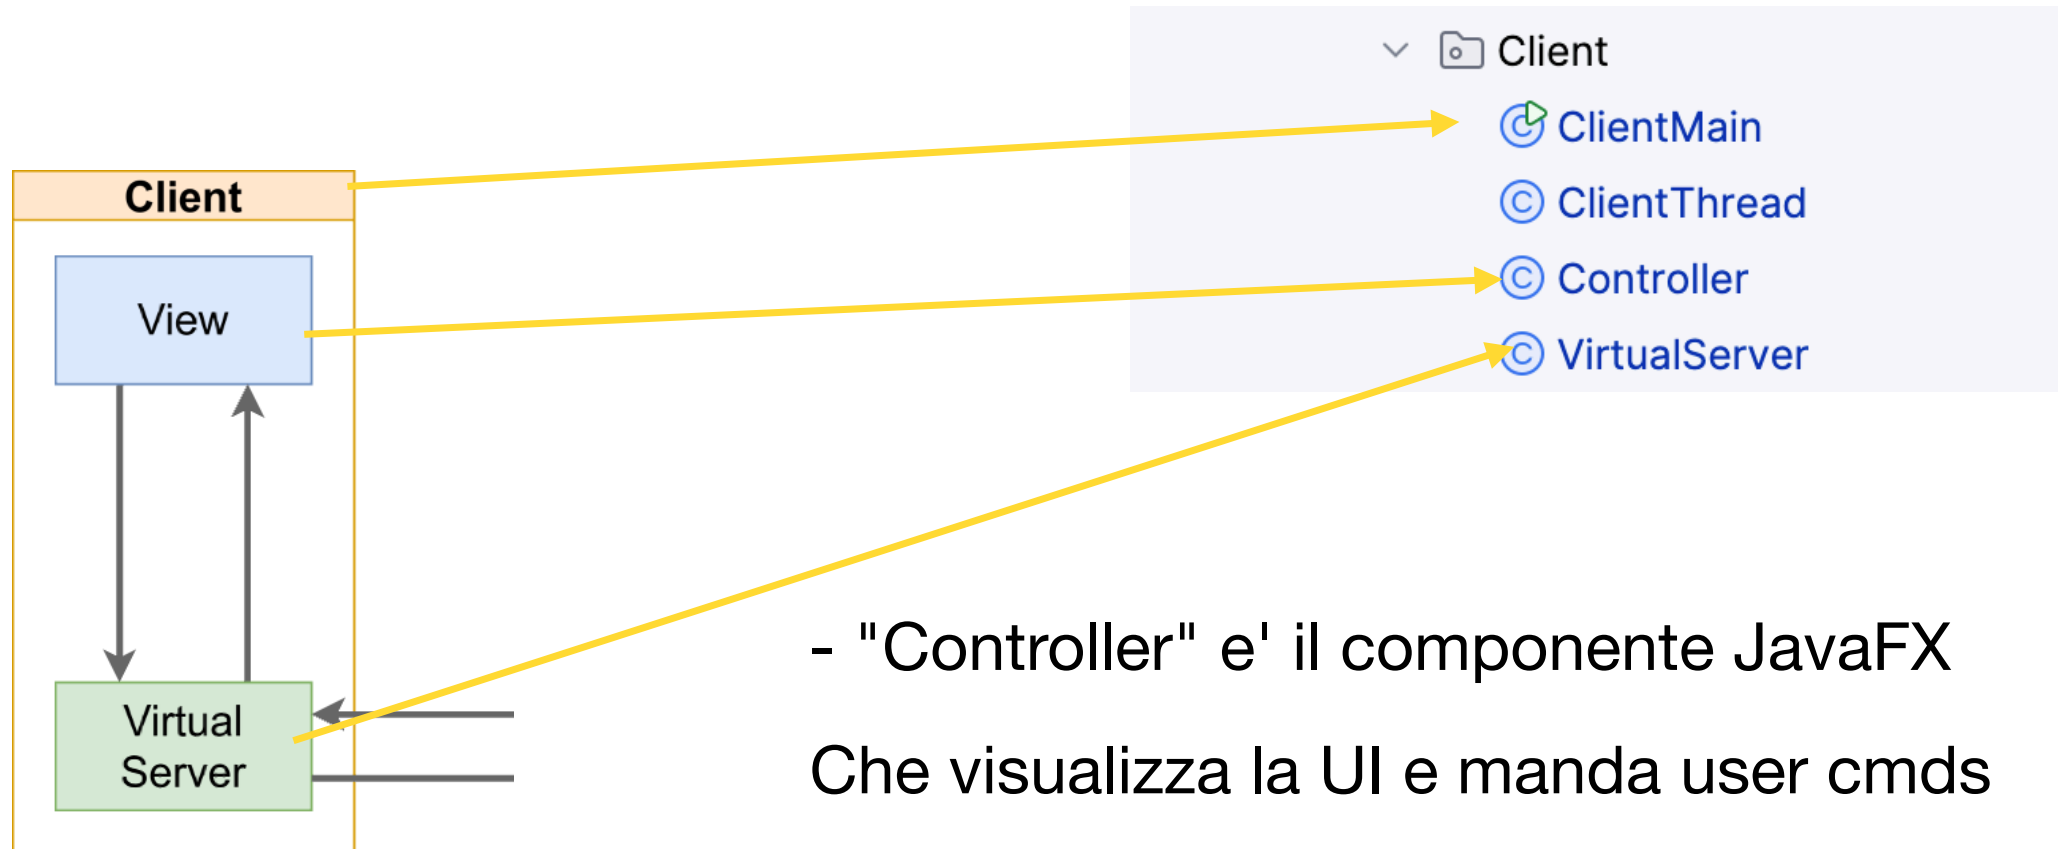 Client
ClientMain
ClientThread
Controller
VirtualServer
Client
View
Virtual
Server
- "Controller" e' il componente JavaFX
Che visualizza la UI e manda user cmds